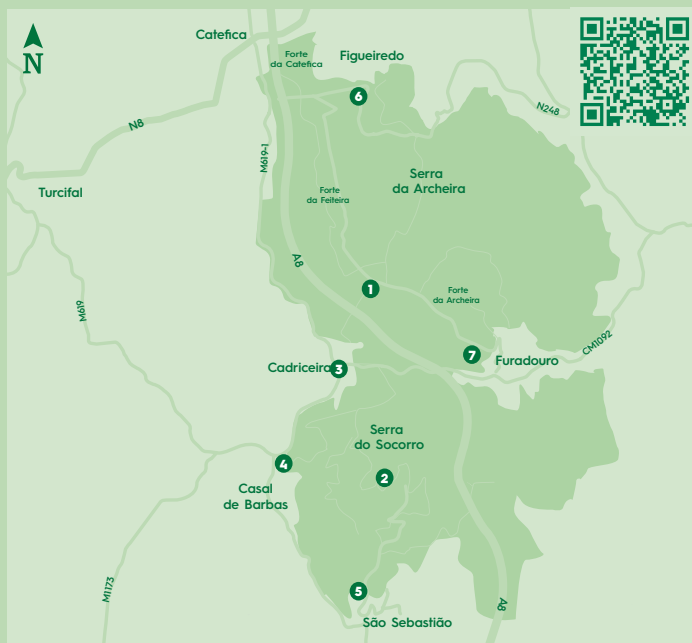 N
Catefica
Forte
da Catefica
Figueiredo
6
N248
N8
M619-1
Turcifal
Serra
da Archeira
Forte
da Feiteira
A8
1
Forte
da Archeira
M619
CM1092
7
Furadouro
Cadriceira
3
Serra
do Socorro
4
2
Casal
de Barbas
M1173
5
A8
São Sebastião